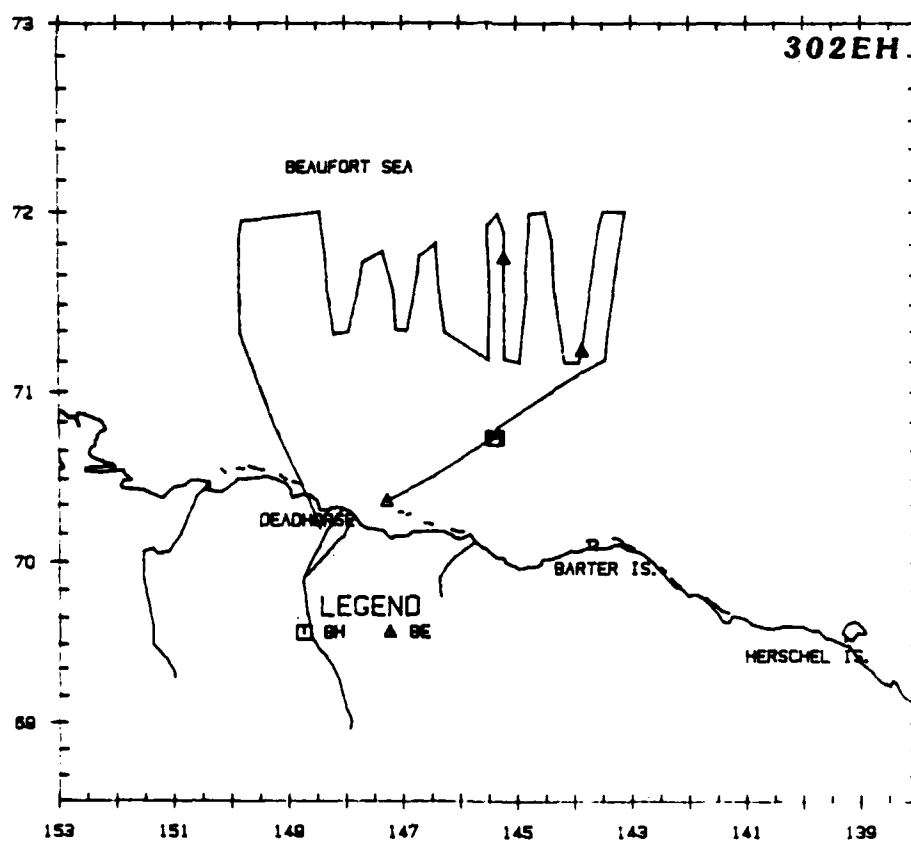 73
302EH
BEAUFORT SEA
72
71
DEADHORSE
70
BARTER IS.
LEGEND
BH BE
HERSCHEL IS.
69
153 151 149 147 145 143 141 139